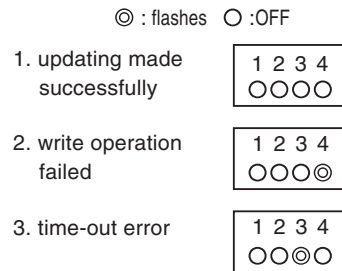 ◎ : flashes ○ :OFF
1. updating made
successfully
1 2 3 4
○○○○
2. write operation
failed
1 2 3 4
○○○◎
3. time-out error
1 2 3 4
○○◎○